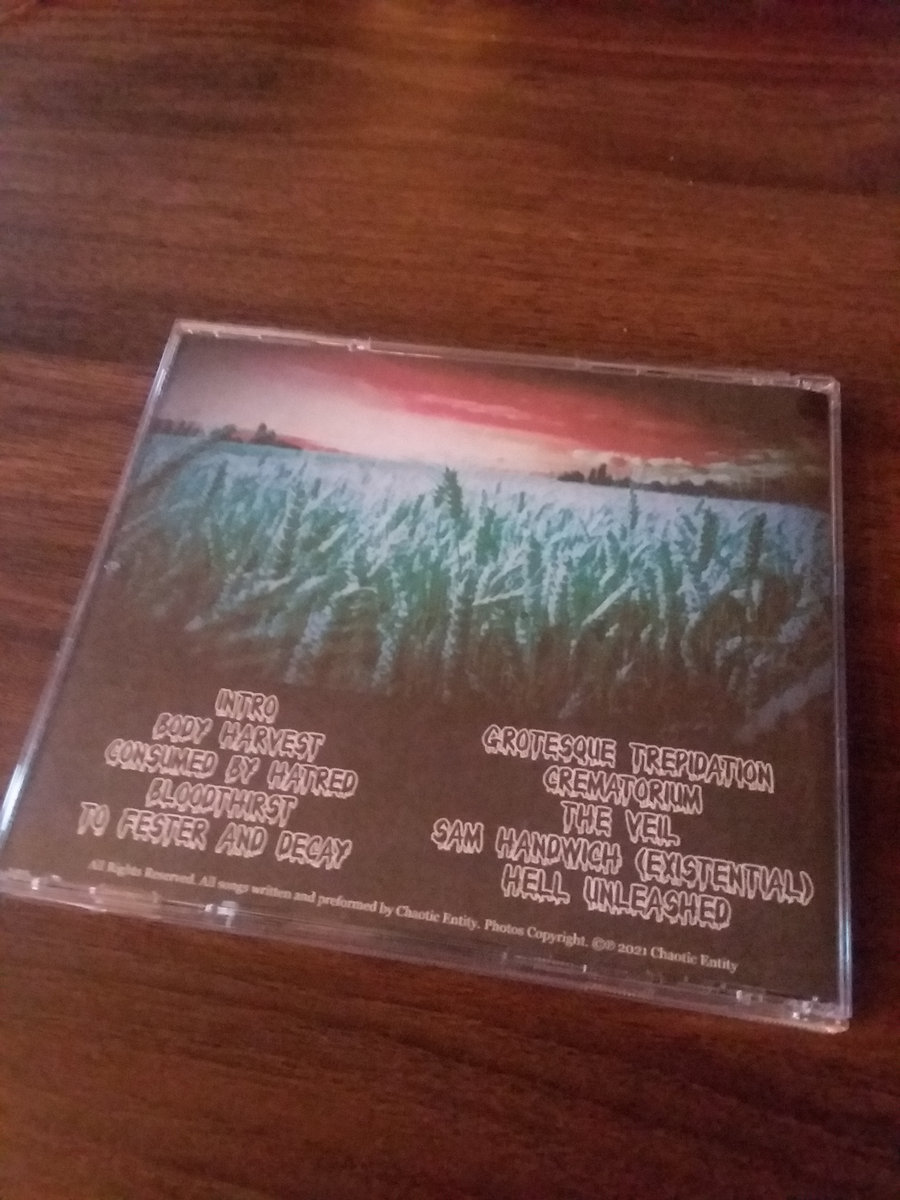 INTRO
BODY HARVEST
CONSUMED BY HATRED
BLOODTHIRST
TO FESTER AND DECAY
GROTESQUE TREPIDATION
CREMATORIUM
THE VEIL
SAM HANDWICH (EXISTENTIAL)
HELL UNLEASHED
All Rights Reserved. All songs written and preformed by Chaotic Entity. Photos Copyright. ©℗ 2021 Chaotic Entity